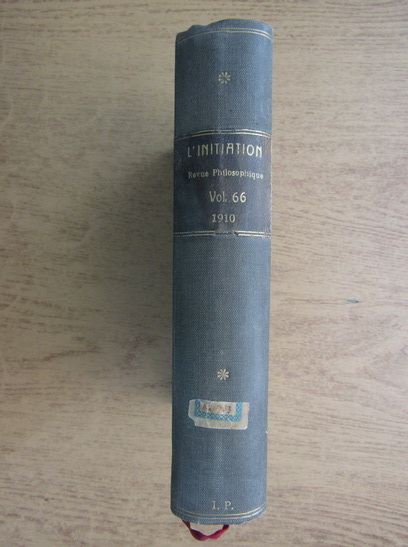 L'INITIATION
Revue Philosophique
Vol. 66
1910
I. P.